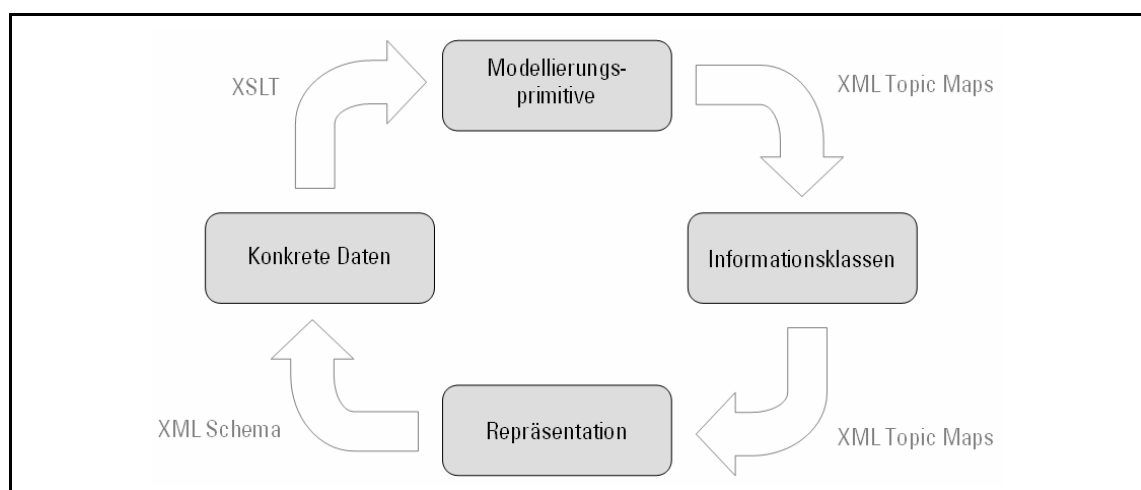 Modellierungs-
primitive
XSLT
XML Topic Maps
Konkrete Daten
Informationsklassen
XML Schema
Repräsentation
XML Topic Maps